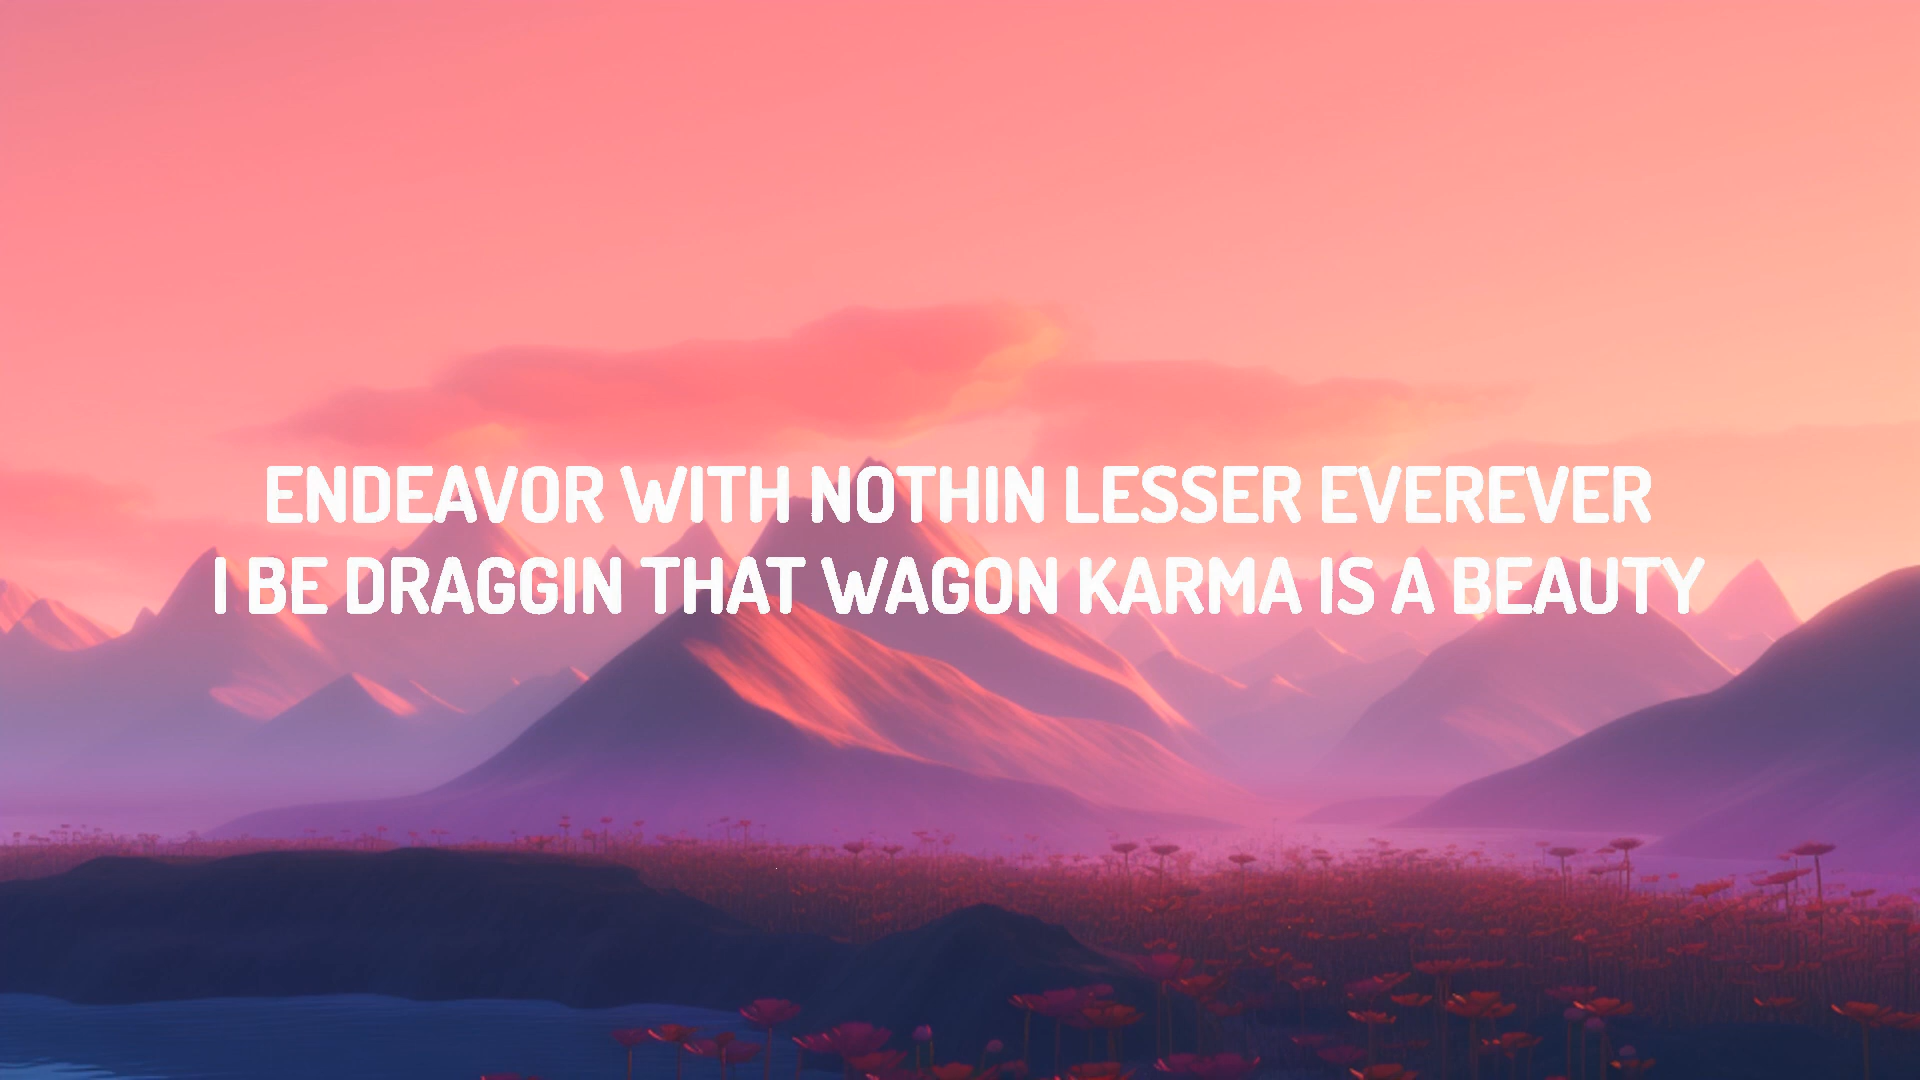 ENDEAVOR WITH NOTHIN LESSER EVEREVER
I BE DRAGGIN THAT WAGON KARMA IS A BEAUTY